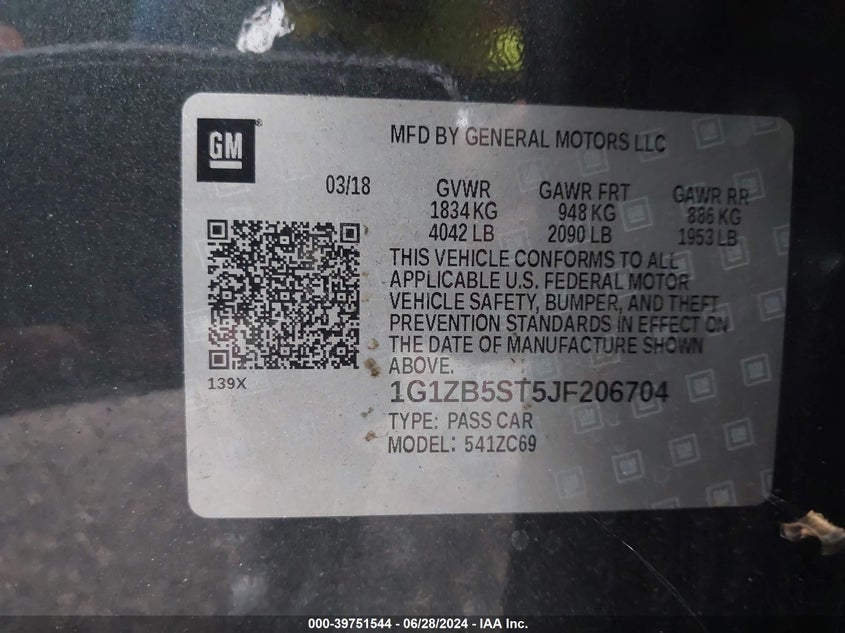 GM
MFD BY GENERAL MOTORS LLC
03/18
GVWR GAWR FRT GAWR RR
1834 KG 948 KG 886 KG
4042 LB 2090 LB 1953 LB
THIS VEHICLE CONFORMS TO ALL
APPLICABLE U.S. FEDERAL MOTOR
VEHICLE SAFETY, BUMPER, AND THEFT
PREVENTION STANDARDS IN EFFECT ON
THE DATE OF MANUFACTURE SHOWN
ABOVE.
139X
1G1ZB5ST5JF206704
TYPE: PASS CAR
MODEL: 541ZC69
000-39751544 - 06/28/2024 - IAA Inc.